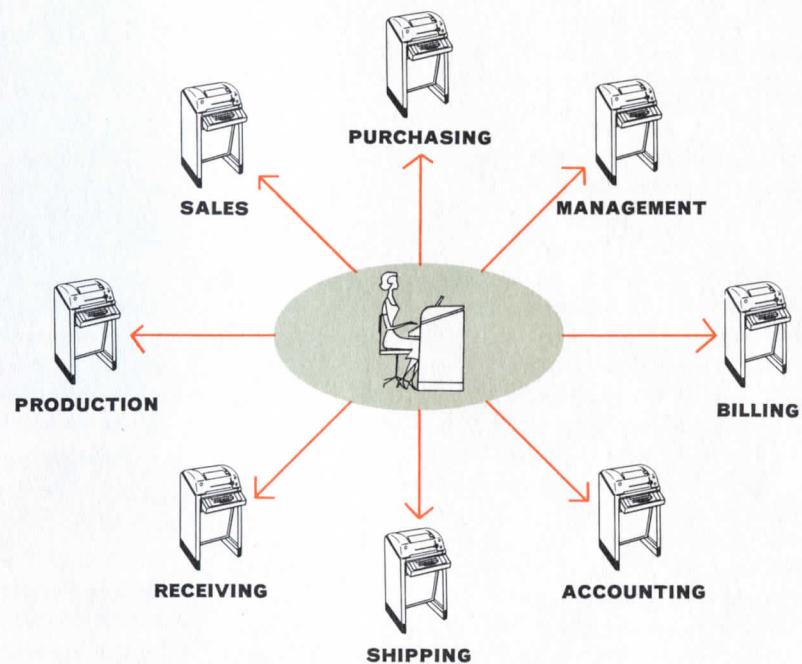 PURCHASING
SALES
MANAGEMENT
PRODUCTION
BILLING
RECEIVING
ACCOUNTING
SHIPPING